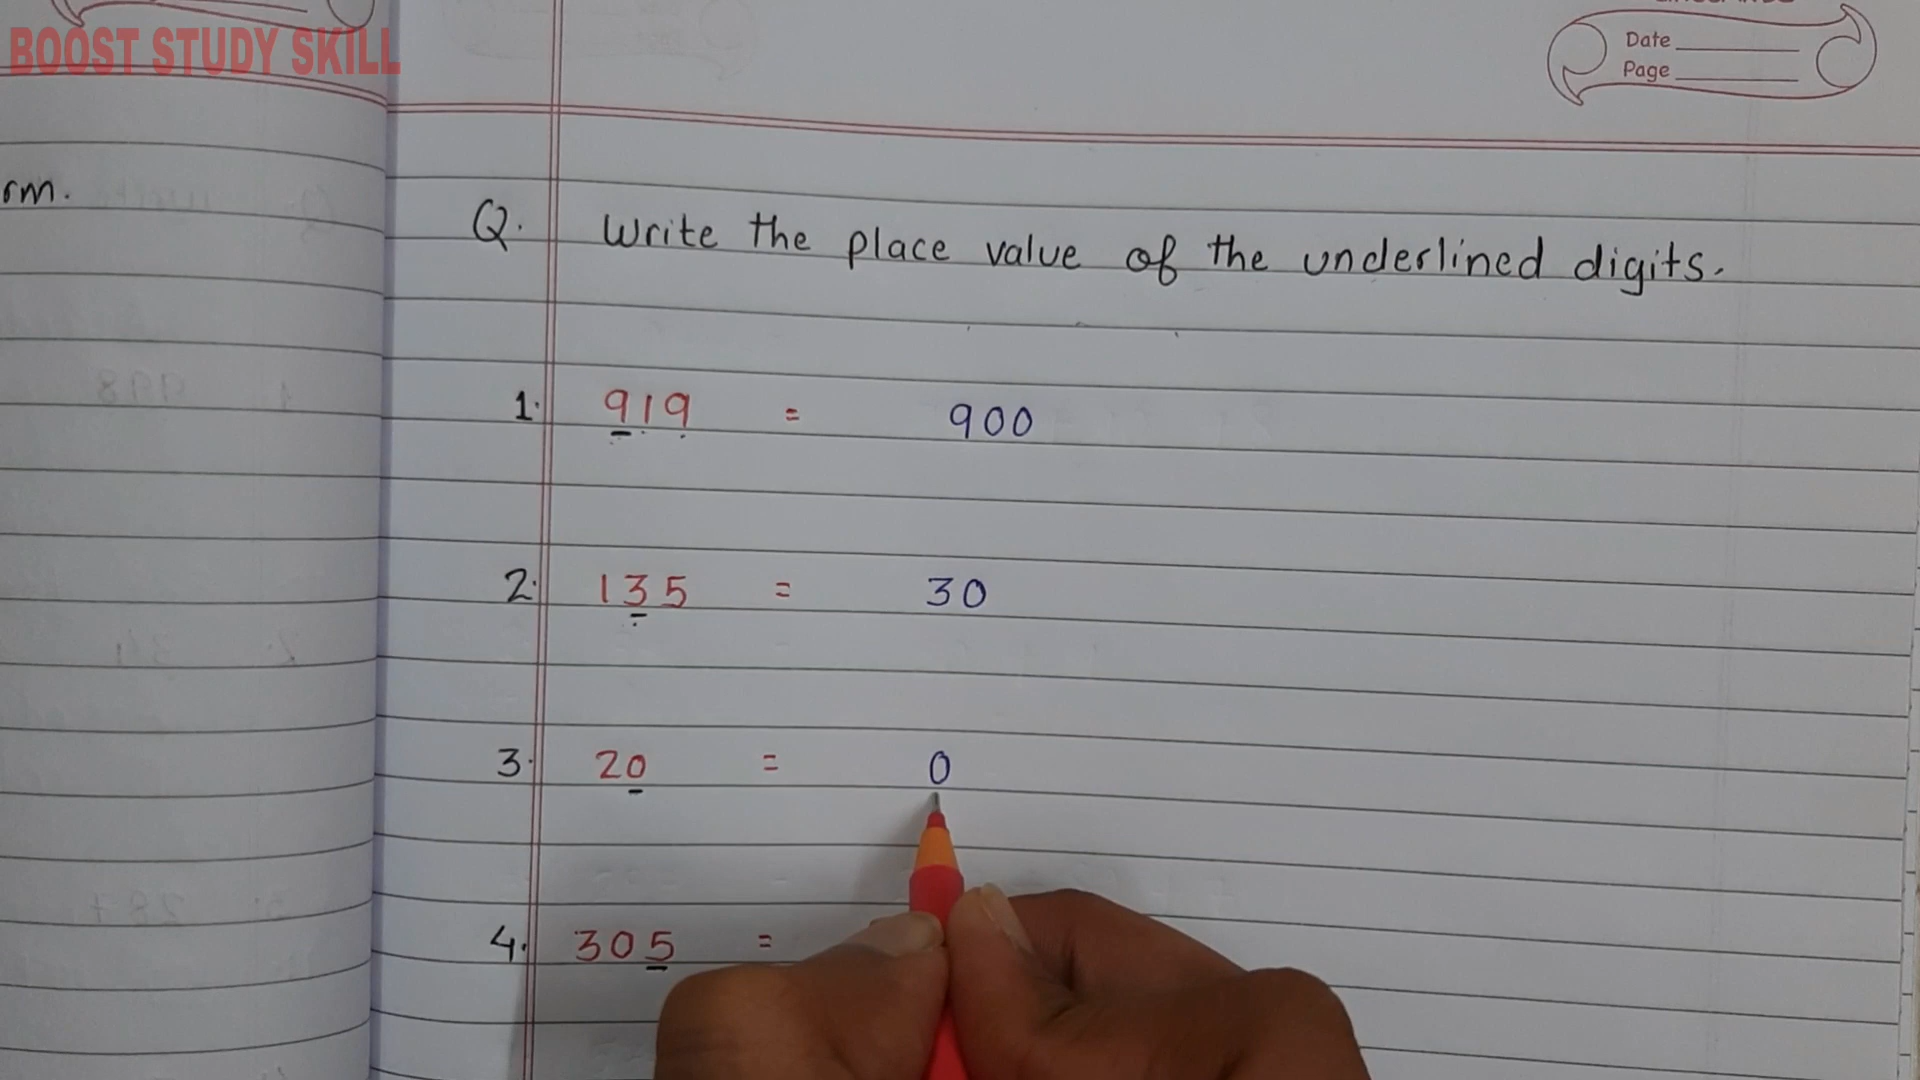 BOOST STUDY SKILL
Date
Page
rm.
Q. Write the place value of the underlined digits.
1. 919 = 900
2. 135 = 30
3. 20 = 0
4. 305 =